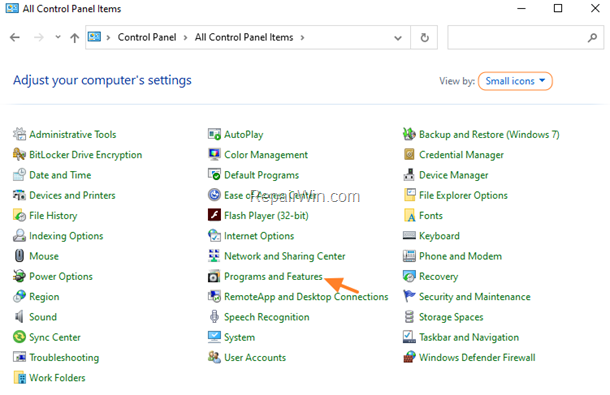 All Control Panel Items
Control Panel > All Control Panel Items >
Adjust your computer's settings
View by: Small icons
Administrative Tools
AutoPlay
Backup and Restore (Windows 7)
BitLocker Drive Encryption
Color Management
Credential Manager
Date and Time
Default Programs
Device Manager
Devices and Printers
Ease of Access Center
File Explorer Options
RepairWin.com
File History
Flash Player (32-bit)
Fonts
Indexing Options
Internet Options
Keyboard
Mouse
Network and Sharing Center
Phone and Modem
Power Options
Programs and Features
Recovery
Region
RemoteApp and Desktop Connections
Security and Maintenance
Sound
Speech Recognition
Storage Spaces
Sync Center
System
Taskbar and Navigation
Troubleshooting
User Accounts
Windows Defender Firewall
Work Folders